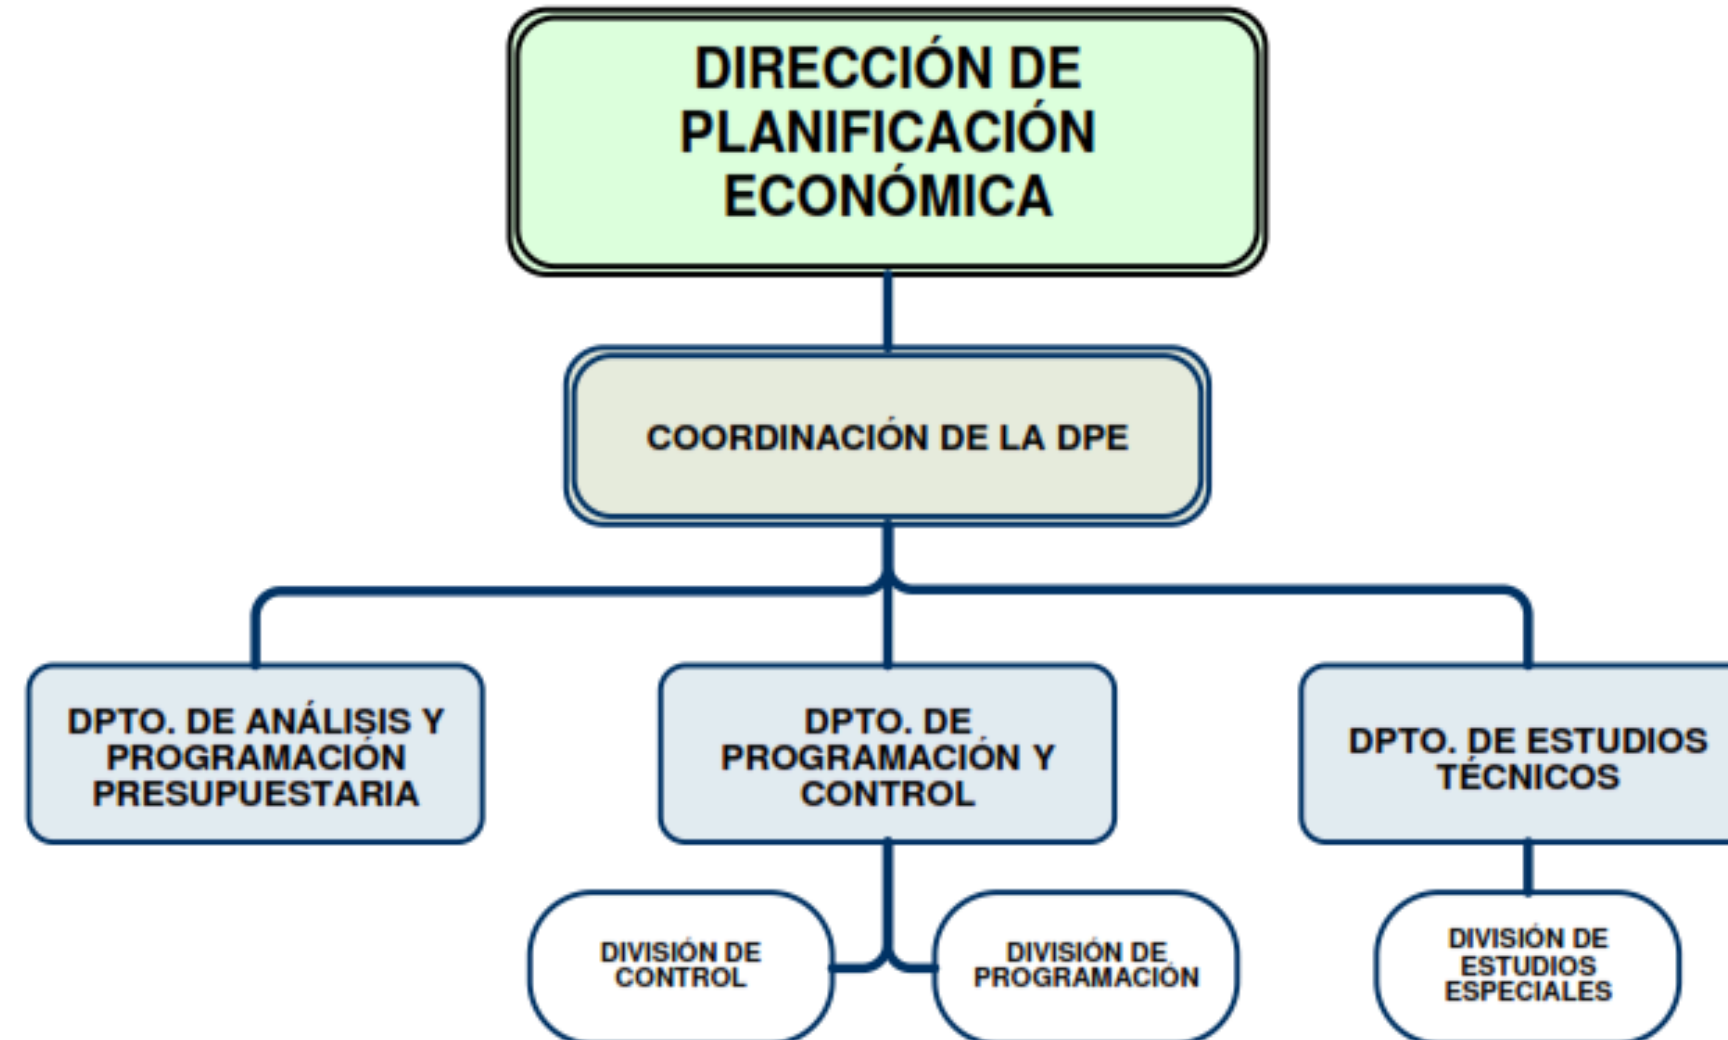 DIRECCIÓN DE
PLANIFICACIÓN
ECONÓMICA
COORDINACIÓN DE LA DPE
DPTO. DE ANÁLISIS Y
PROGRAMACIÓN
PRESUPUESTARIA
DPTO. DE
PROGRAMACIÓN Y
CONTROL
DPTO. DE ESTUDIOS
TÉCNICOS
DIVISIÓN DE
CONTROL
DIVISIÓN DE
PROGRAMACIÓN
DIVISIÓN DE
ESTUDIOS
ESPECIALES